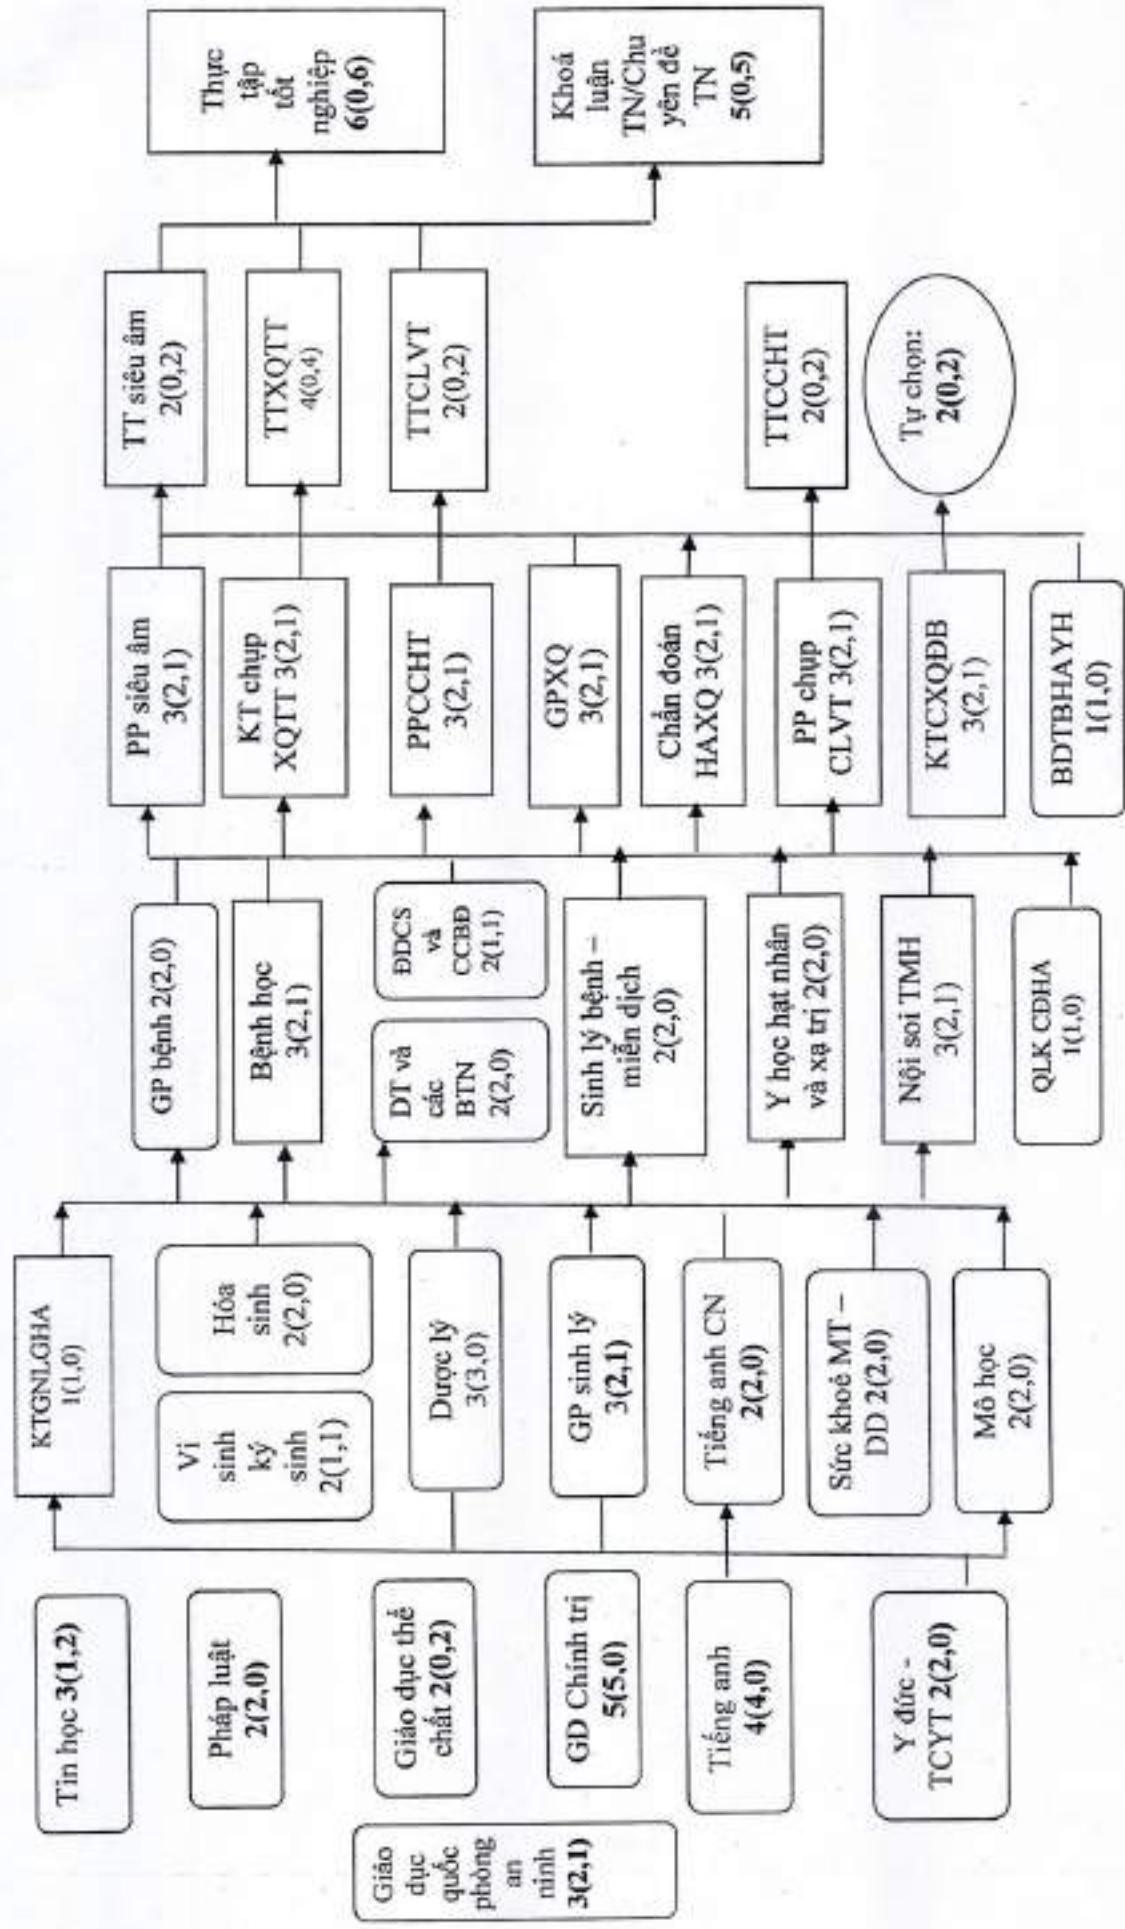 Giáo
dục
quốc
phòng
an
ninh
3(2,1)
Tin học 3(1,2)
Pháp luật
2(2,0)
Giáo dục thể
chất 2(0,2)
GD Chính trị
5(5,0)
Tiếng anh
4(4,0)
Y đức -
TCYT 2(2,0)
KTGNLGHA
1(1,0)
Vi
sinh
ký
sinh
2(1,1)
Hóa
sinh
2(2,0)
Dược lý
3(3,0)
GP sinh lý
3(2,1)
Tiếng anh CN
2(2,0)
Sức khoẻ MT –
DD 2(2,0)
Mô học
2(2,0)
GP bệnh 2(2,0)
Bệnh học
3(2,1)
DT và
các
BTN
2(2,0)
ĐDCS
và
CCBĐ
2(1,1)
Sinh lý bệnh –
miễn dịch
2(2,0)
Y học hạt nhân
và xạ trị 2(2,0)
Nội soi TMH
3(2,1)
QLK CĐHA
1(1,0)
PP siêu âm
3(2,1)
KT chụp
XQTT 3(2,1)
PPCCHT
3(2,1)
GPXQ
3(2,1)
Chẩn đoán
HAXQ 3(2,1)
PP chụp
CLVT 3(2,1)
KTCXQĐB
3(2,1)
BDTBHAYH
1(1,0)
TT siêu âm
2(0,2)
TTXQTT
4(0,4)
TTCLVT
2(0,2)
TTCCHT
2(0,2)
Tự chọn:
2(0,2)
Thực
tập
tốt
nghiệp
6(0,6)
Khoá
luận
TN/Chu
yên đề
TN
5(0,5)